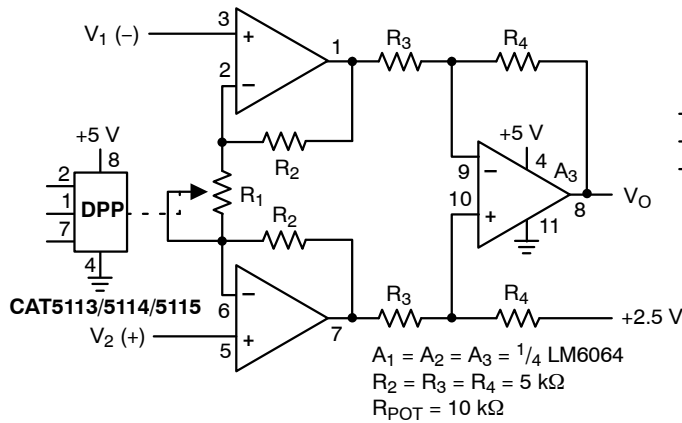 3
V1 (–)
+
1
R3
R4
2
–
+5 V
8
R2
+5 V
4
A3
2
9
–
1
DPP
R1
VO
8
10
+
7
R2
11
4
CAT5113/5114/5115
–
6
R3
R4
+2.5 V
V2 (+)
5
+
7
A1 = A2 = A3 = 1/4 LM6064
R2 = R3 = R4 = 5 kΩ
RPOT = 10 kΩ